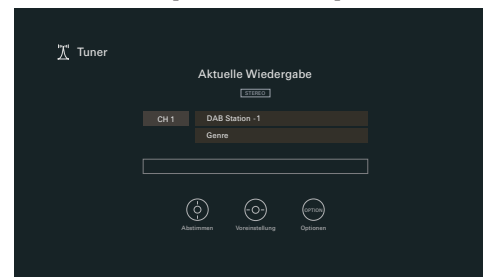 Tuner
Aktuelle Wiedergabe
STEREO
CH 1
DAB Station -1
Genre
OPTION
Abstimmen
Voreinstellung
Optionen